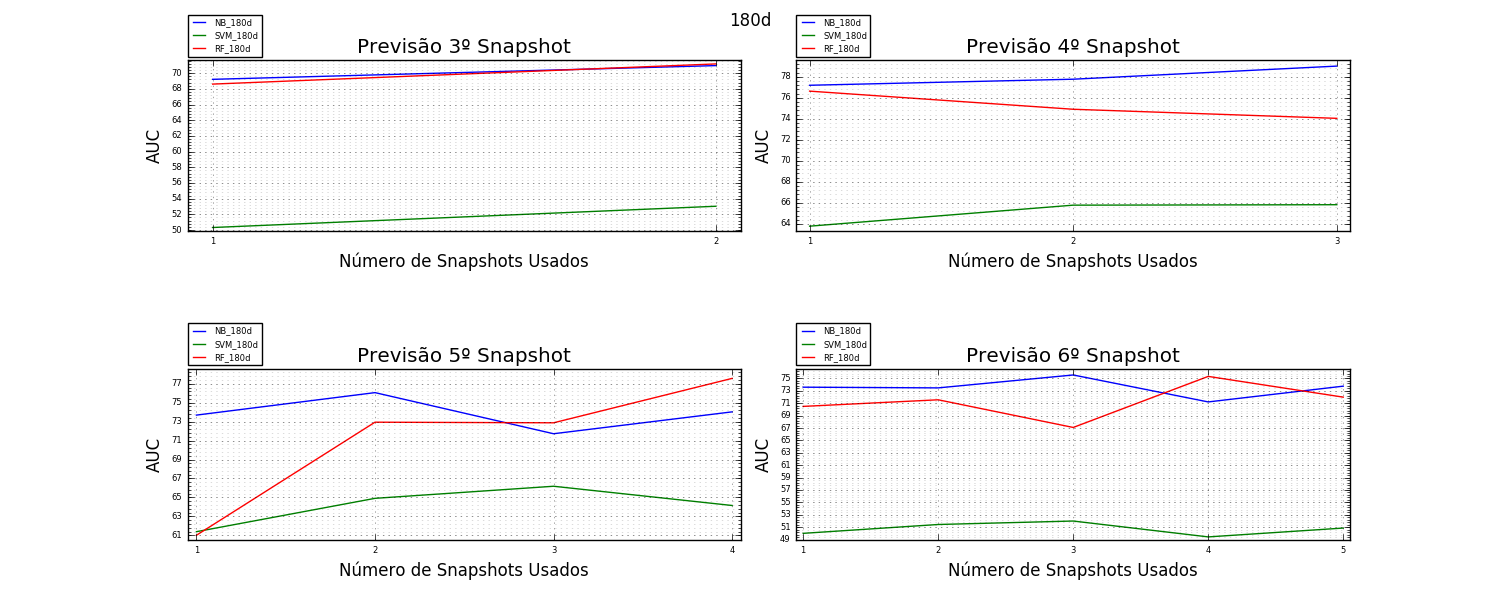 180d
NB_180d
SVM_180d
RF_180d
Previsão 3º Snapshot
AUC
70
68
66
64
62
60
58
56
54
52
50
1 2
Número de Snapshots Usados
NB_180d
SVM_180d
RF_180d
Previsão 4º Snapshot
AUC
78
76
74
72
70
68
66
64
1 2 3
Número de Snapshots Usados
NB_180d
SVM_180d
RF_180d
Previsão 5º Snapshot
AUC
77
75
73
71
69
67
65
63
61
1 2 3 4
Número de Snapshots Usados
NB_180d
SVM_180d
RF_180d
Previsão 6º Snapshot
AUC
75
73
71
69
67
65
63
61
59
57
55
53
51
49
1 2 3 4 5
Número de Snapshots Usados